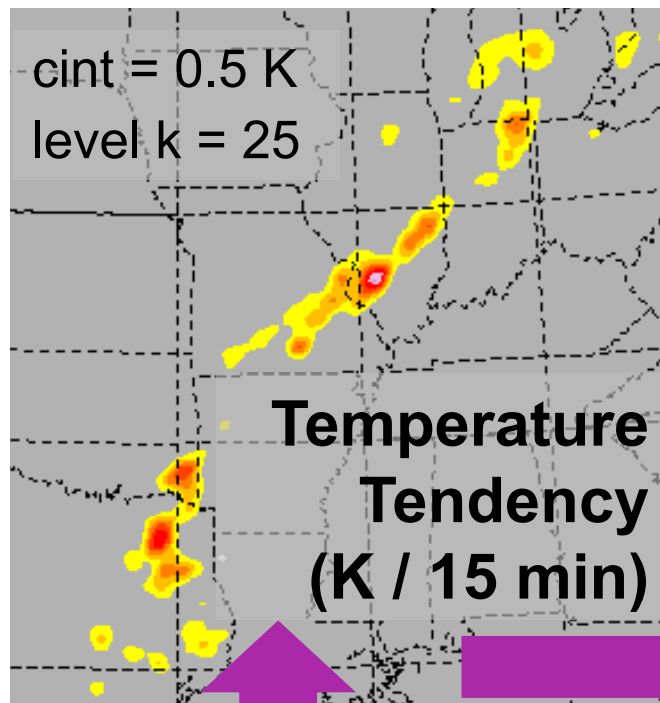 cint = 0.5 K
level k = 25
Temperature
Tendency
(K / 15 min)